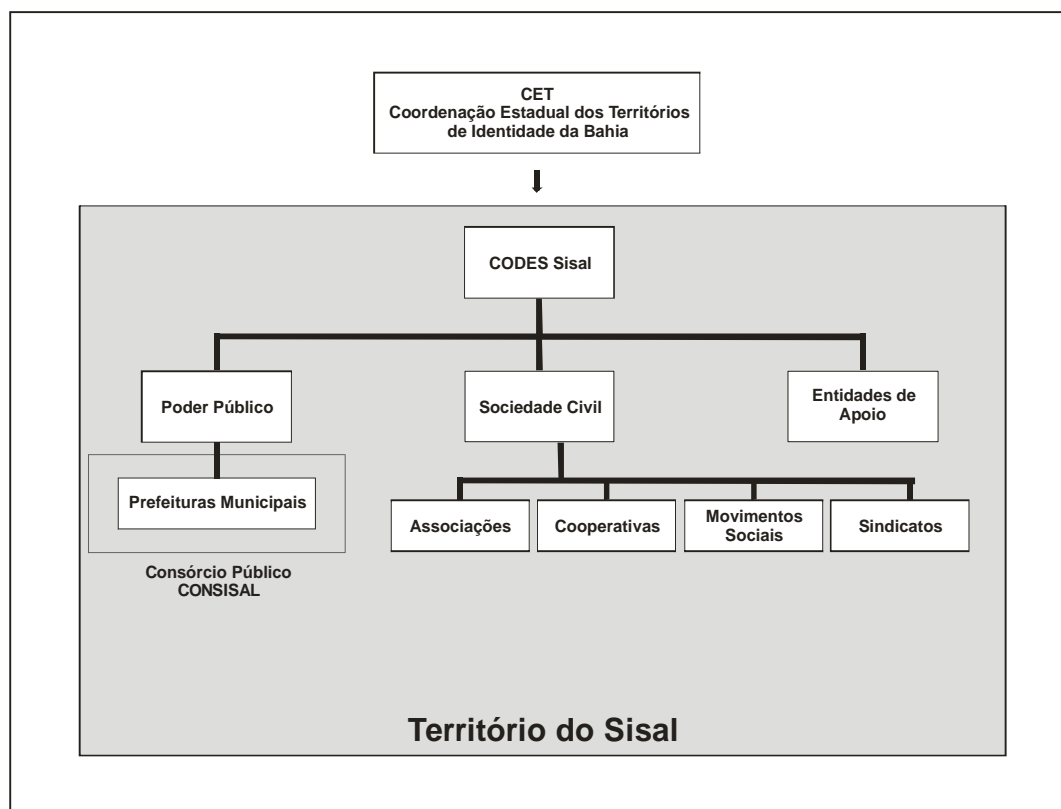 CET
Coordenação Estadual dos Territórios
de Identidade da Bahia
CODES Sisal
Poder Público
Sociedade Civil
Entidades de
Apoio
Prefeituras Municipais
Associações
Cooperativas
Movimentos
Sociais
Sindicatos
Consórcio Público
CONSISAL
Território do Sisal